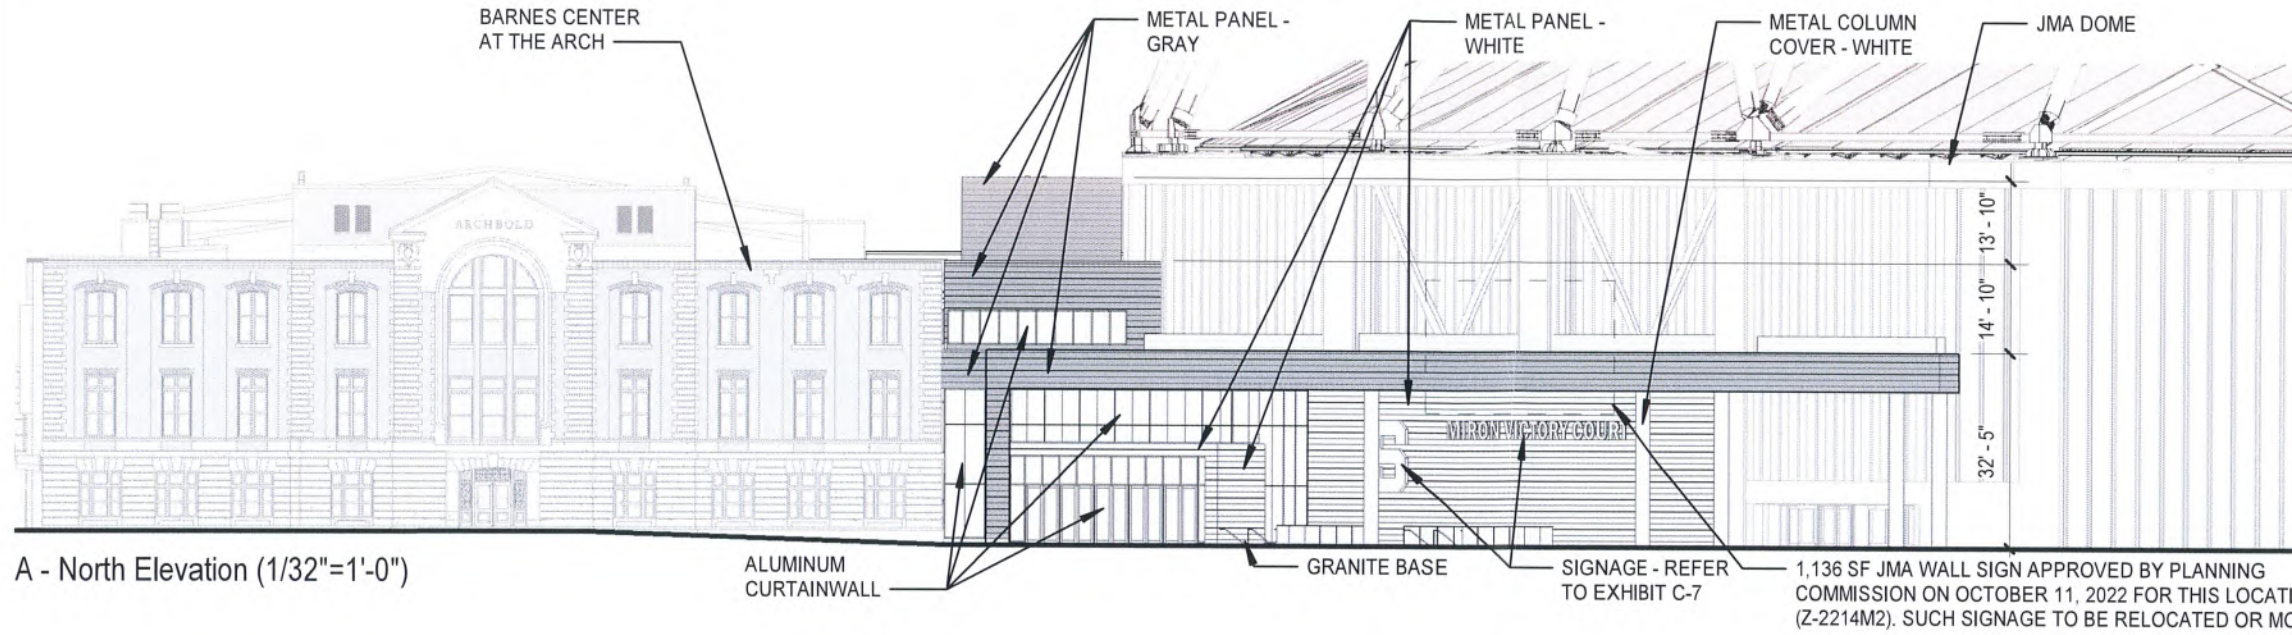 BARNES CENTER
AT THE ARCH
METAL PANEL -
GRAY
METAL PANEL -
WHITE
METAL COLUMN
COVER - WHITE
JMA DOME
ARCHBOLD
13' - 10"
14' - 10"
32' - 5"
MIRON VICTORY COURT
A - North Elevation (1/32"=1'-0")
ALUMINUM
CURTAINWALL
GRANITE BASE
SIGNAGE - REFER
TO EXHIBIT C-7
1,136 SF JMA WALL SIGN APPROVED BY PLANNING
COMMISSION ON OCTOBER 11, 2022 FOR THIS LOCATI
(Z-2214M2). SUCH SIGNAGE TO BE RELOCATED OR MO